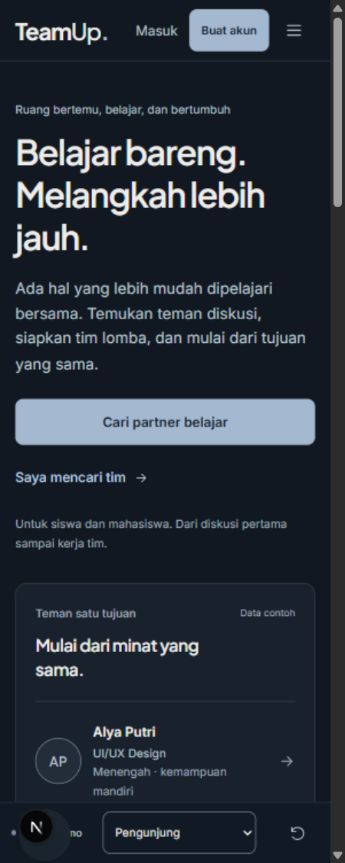 TeamUp.
Masuk
Buat akun
Ruang bertemu, belajar, dan bertumbuh
Belajar bareng.
Melangkah lebih
jauh.
Ada hal yang lebih mudah dipelajari
bersama. Temukan teman diskusi,
siapkan tim lomba, dan mulai dari tujuan
yang sama.
Cari partner belajar
Saya mencari tim →
Untuk siswa dan mahasiswa. Dari diskusi pertama
sampai kerja tim.
Teman satu tujuan
Data contoh
Mulai dari minat yang
sama.
AP
Alya Putri
UI/UX Design
Menengah · kemampuan
mandiri
→
N
Pengunjung